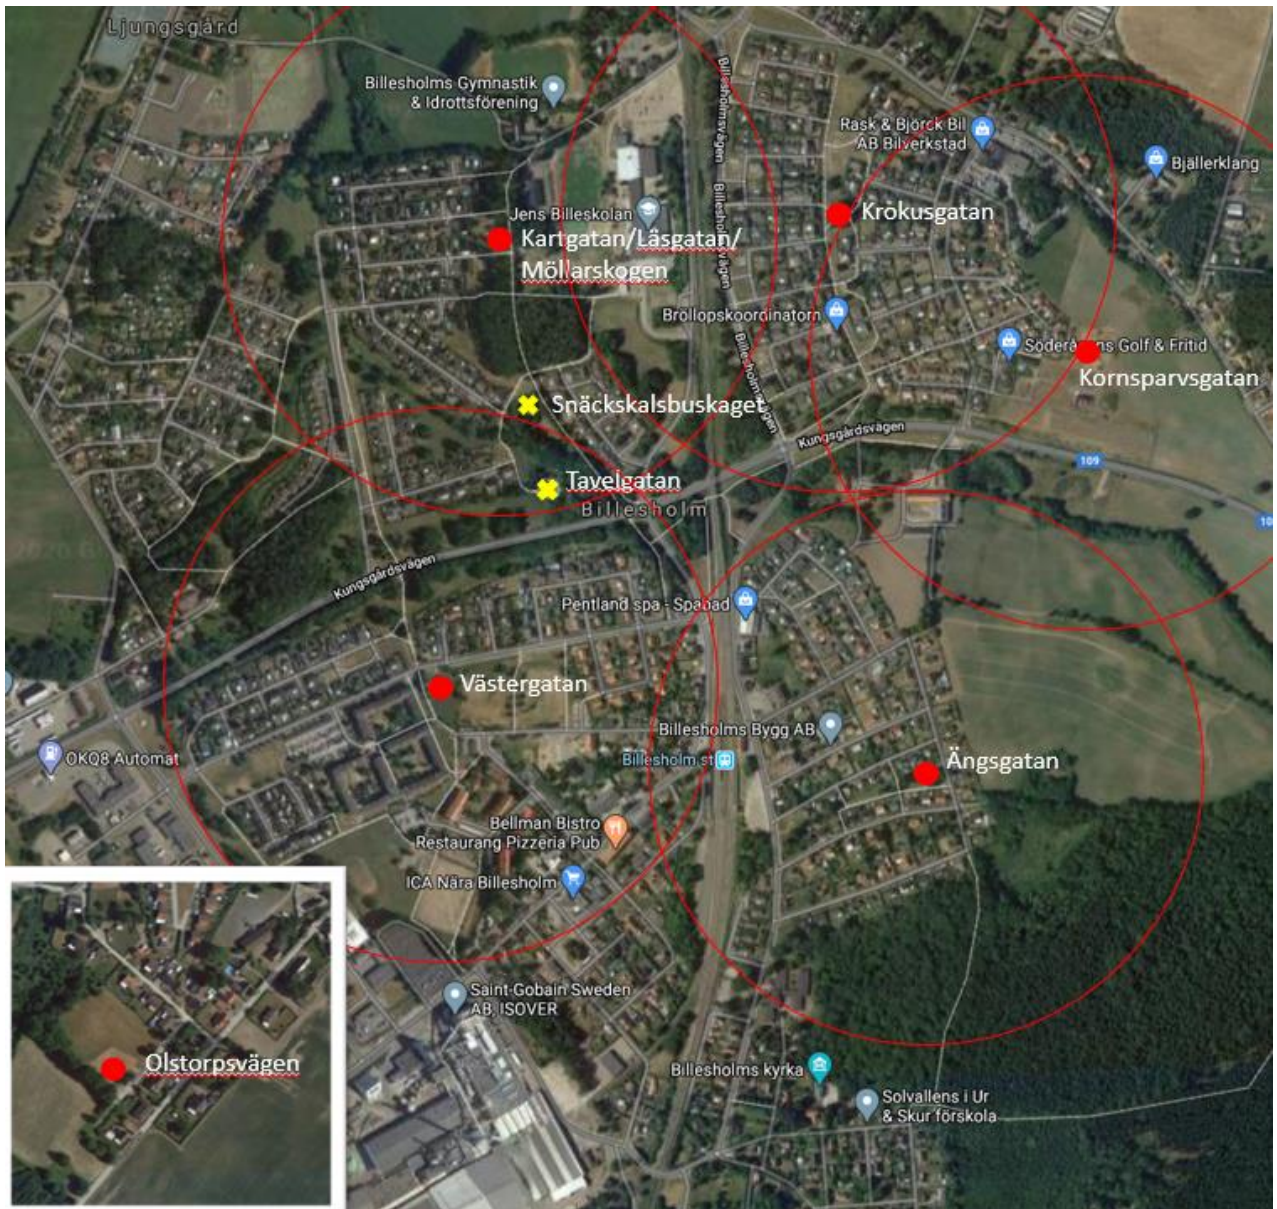 Ljungsgård
Billesholms Gymnastik
& Idrottsförening
Billesholmsvägen
Rask & Björck Bil
AB Bilverkstad
Bjällerklang
Jens Billeskolan
Billesholmsvägen
Krokusgatan
Kartgatan/Läsgatan/
Möllarskogen
Bröllopskoordinatorn
Golf & Fritid
Kornsparvsgatan
Billesholmsvägen
Snäckskalsbuskaget
Kungsgårdsvägen
109
Tavelgatan
Billesholm
10
Kungsgårdsvägen
Pentland spa - Spabad
Västergatan
Billesholms Bygg AB
OKQ8 Automat
Billesholm st
Ängsgatan
Bellman Bistro
Restaurang Pizzeria Pub
ICA Nära Billesholm
Saint-Gobain Sweden
AB, ISOVER
Olstorpsvägen
Billesholms kyrka
Solvallens i Ur
& Skur förskola